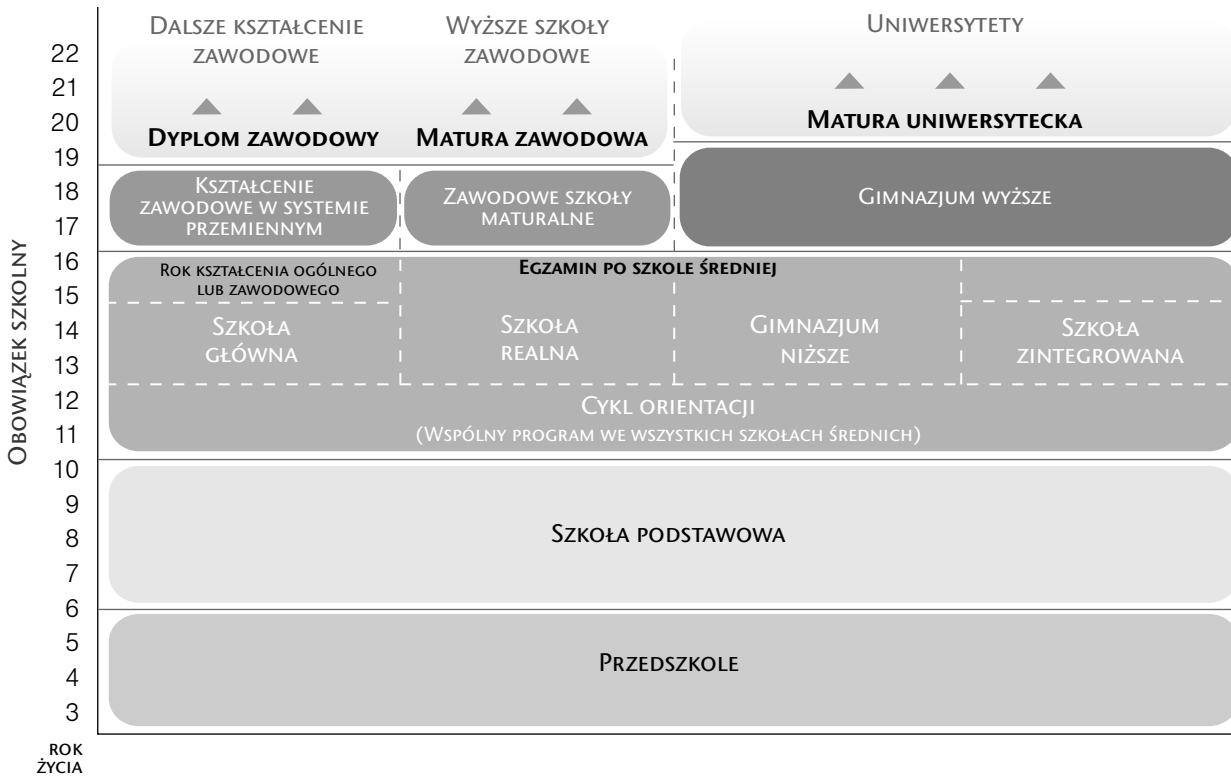 Dalsze kształcenie
zawodowe
Wyższe szkoły
zawodowe
Uniwersytety
Dyplom zawodowy
Matura zawodowa
Matura uniwersytecka
Kształcenie
zawodowe w systemie
przemiennym
Zawodowe szkoły
maturalne
Gimnazjum wyższe
Rok kształcenia ogólnego
lub zawodowego
Egzamin po szkole średniej
Szkoła
główna
Szkoła
realna
Gimnazjum
niższe
Szkoła
zintegrowana
Cykl orientacji
(Wspólny program we wszystkich szkołach średnich)
Szkoła podstawowa
Przedszkole
Obowiązek szkolny
22
21
20
19
18
17
16
15
14
13
12
11
10
9
8
7
6
5
4
3
rok
życia